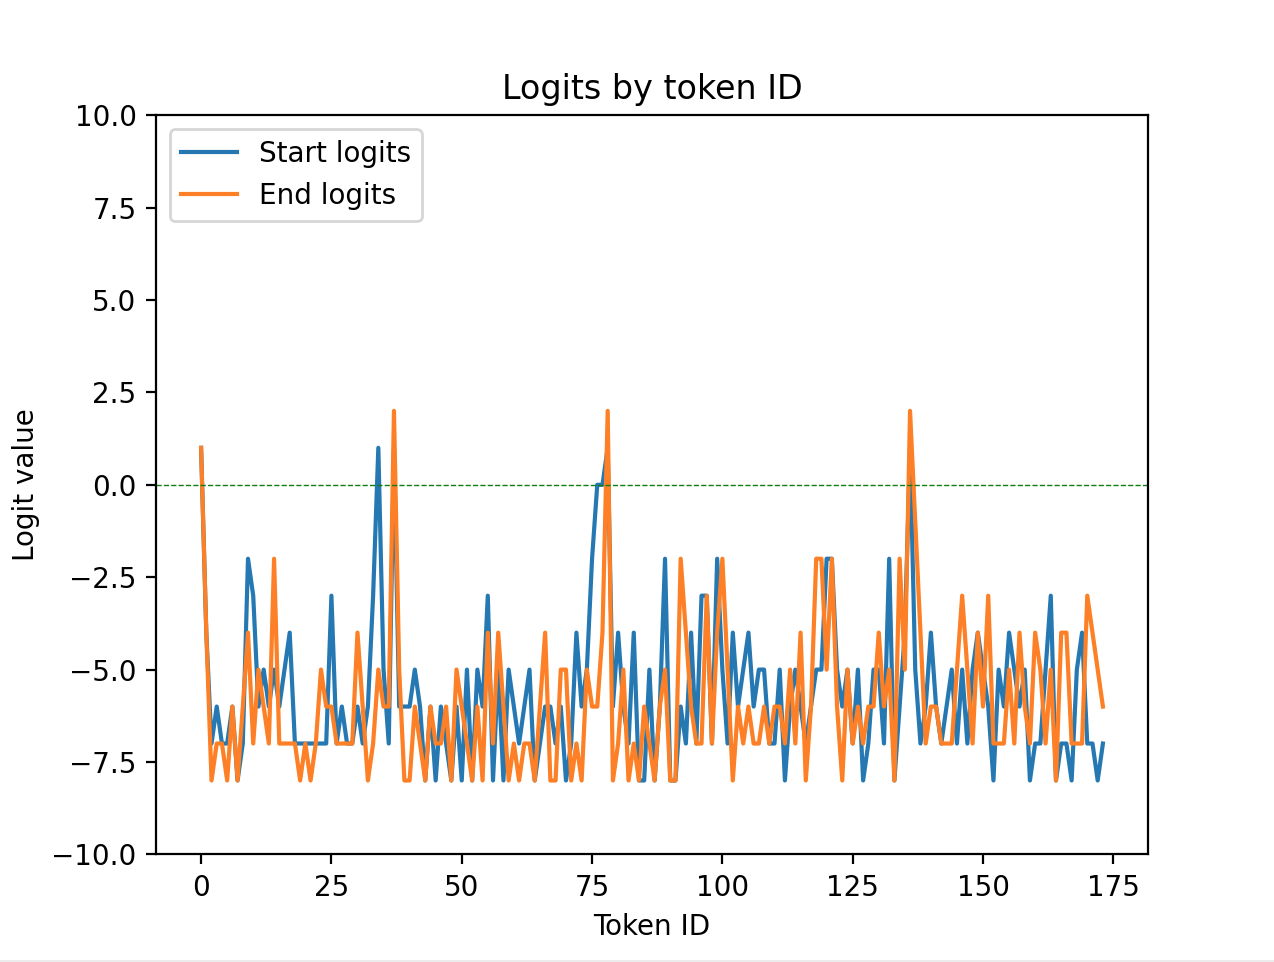 Logits by token ID
10.0
Start logits
End logits
7.5
5.0
2.5
Logit value
0.0
−2.5
−5.0
−7.5
−10.0
0 25 50 75 100 125 150 175
Token ID